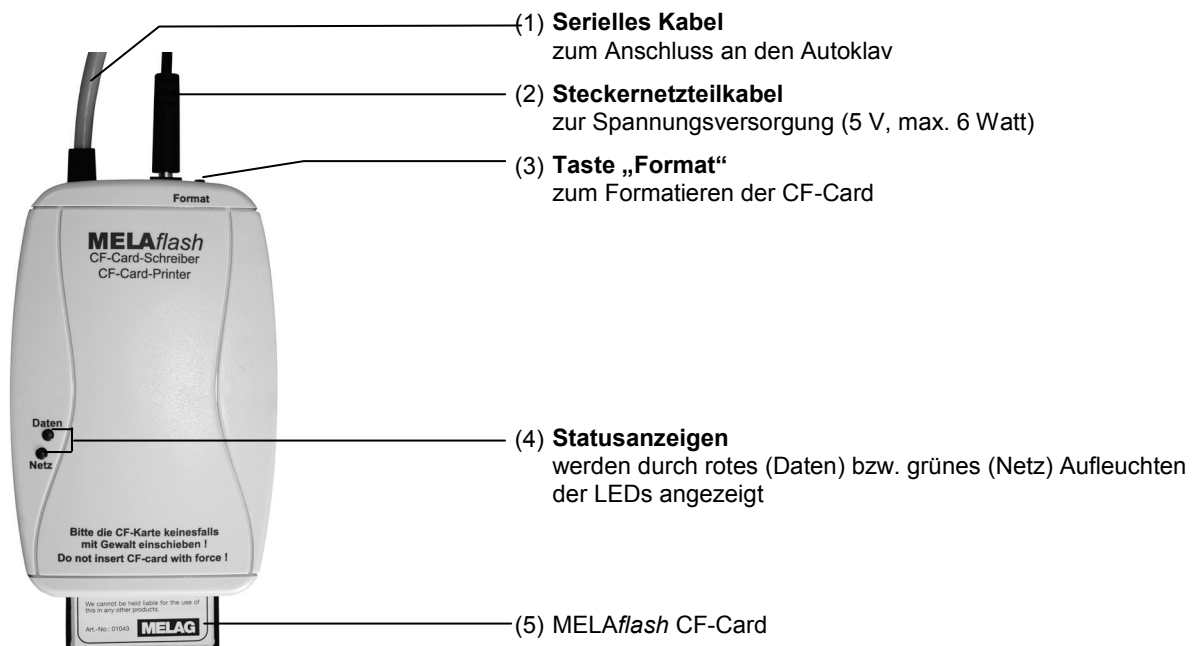 (1) Serielles Kabel
zum Anschluss an den Autoklav
(2) Steckernetzteilkabel
zur Spannungsversorgung (5 V, max. 6 Watt)
(3) Taste „Format“
zum Formatieren der CF-Card
Format
MELAflash
CF-Card-Schreiber
CF-Card-Printer
Daten
Netz
(4) Statusanzeigen
werden durch rotes (Daten) bzw. grünes (Netz) Aufleuchten
der LEDs angezeigt
Bitte die CF-Karte keinesfalls
mit Gewalt einschieben !
Do not insert CF-card with force !
We cannot be held liable for the use of
this in any other products.
Art.-No.: 01043 MELAG
(5) MELAflash CF-Card